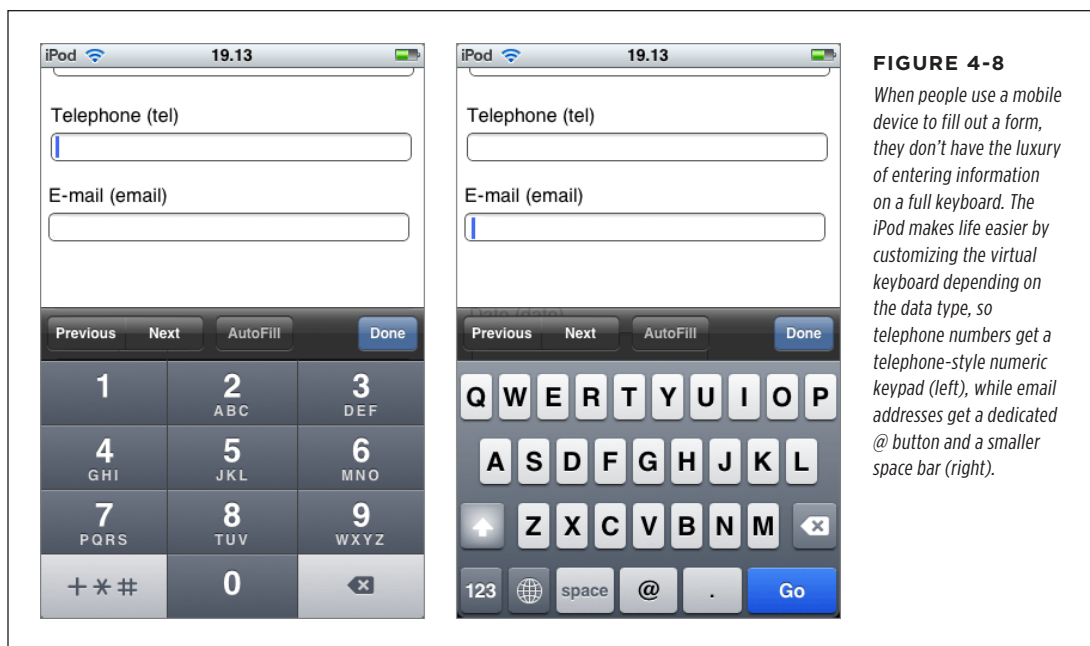 iPod 19.13
Telephone (tel)
E-mail (email)
Previous Next AutoFill Done
1 2 ABC 3 DEF
4 GHI 5 JKL 6 MNO
7 PQRS 8 TUV 9 WXYZ
+*# 0
iPod 19.13
Telephone (tel)
E-mail (email)
Date (date)
Previous Next AutoFill Done
Q W E R T Y U I O P
A S D F G H J K L
Z X C V B N M
123 space @ . Go
FIGURE 4-8
When people use a mobile
device to fill out a form,
they don't have the luxury
of entering information
on a full keyboard. The
iPod makes life easier by
customizing the virtual
keyboard depending on
the data type, so
telephone numbers get a
telephone-style numeric
keypad (left), while email
addresses get a dedicated
@ button and a smaller
space bar (right).